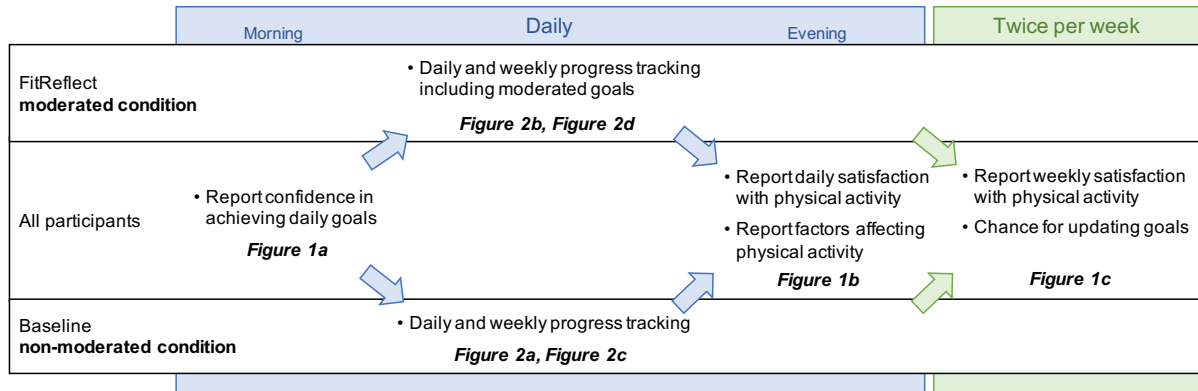 Daily
Twice per week
Morning
Evening
FitReflect
moderated condition
• Daily and weekly progress tracking
including moderated goals
Figure 2b, Figure 2d
All participants
• Report confidence in
achieving daily goals
Figure 1a
• Report daily satisfaction
with physical activity
• Report factors affecting
physical activity
Figure 1b
• Report weekly satisfaction
with physical activity
• Chance for updating goals
Figure 1c
Baseline
non-moderated condition
• Daily and weekly progress tracking
Figure 2a, Figure 2c